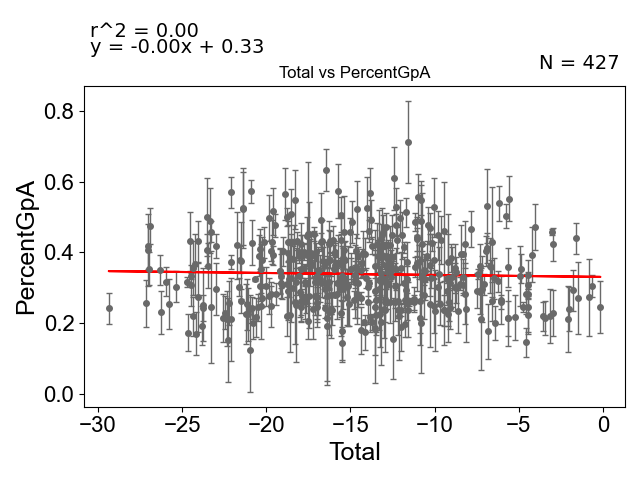 r^2 = 0.00
y = -0.00x + 0.33
N = 427
Total vs PercentGpA
PercentGpA
0.8
0.6
0.4
0.2
0.0
−30
−25
−20
−15
−10
−5
0
Total